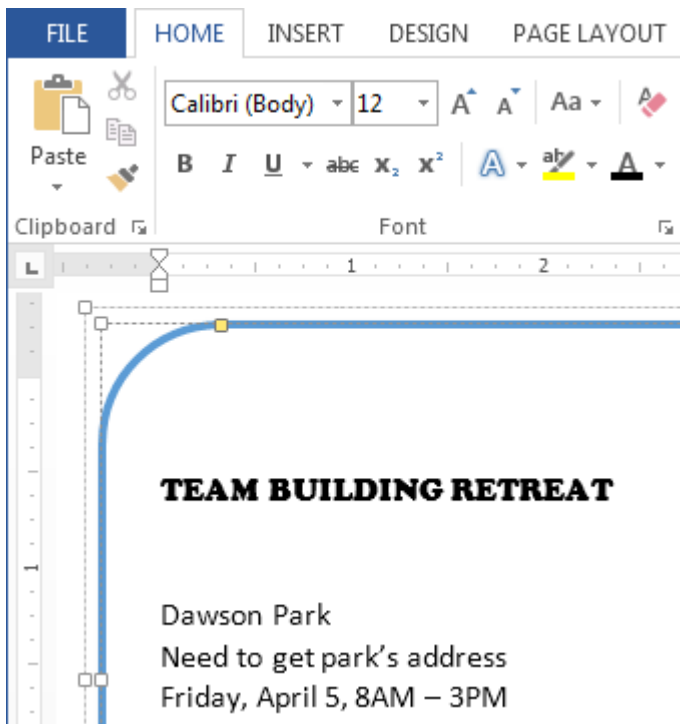 FILE HOME INSERT DESIGN PAGE LAYOUT
Calibri (Body) 12 A A Aa A
Paste
B I U abc X₂ X² A ab A
Clipboard Font
L 1 2
TEAM BUILDING RETREAT
1
Dawson Park
Need to get park’s address
Friday, April 5, 8AM – 3PM